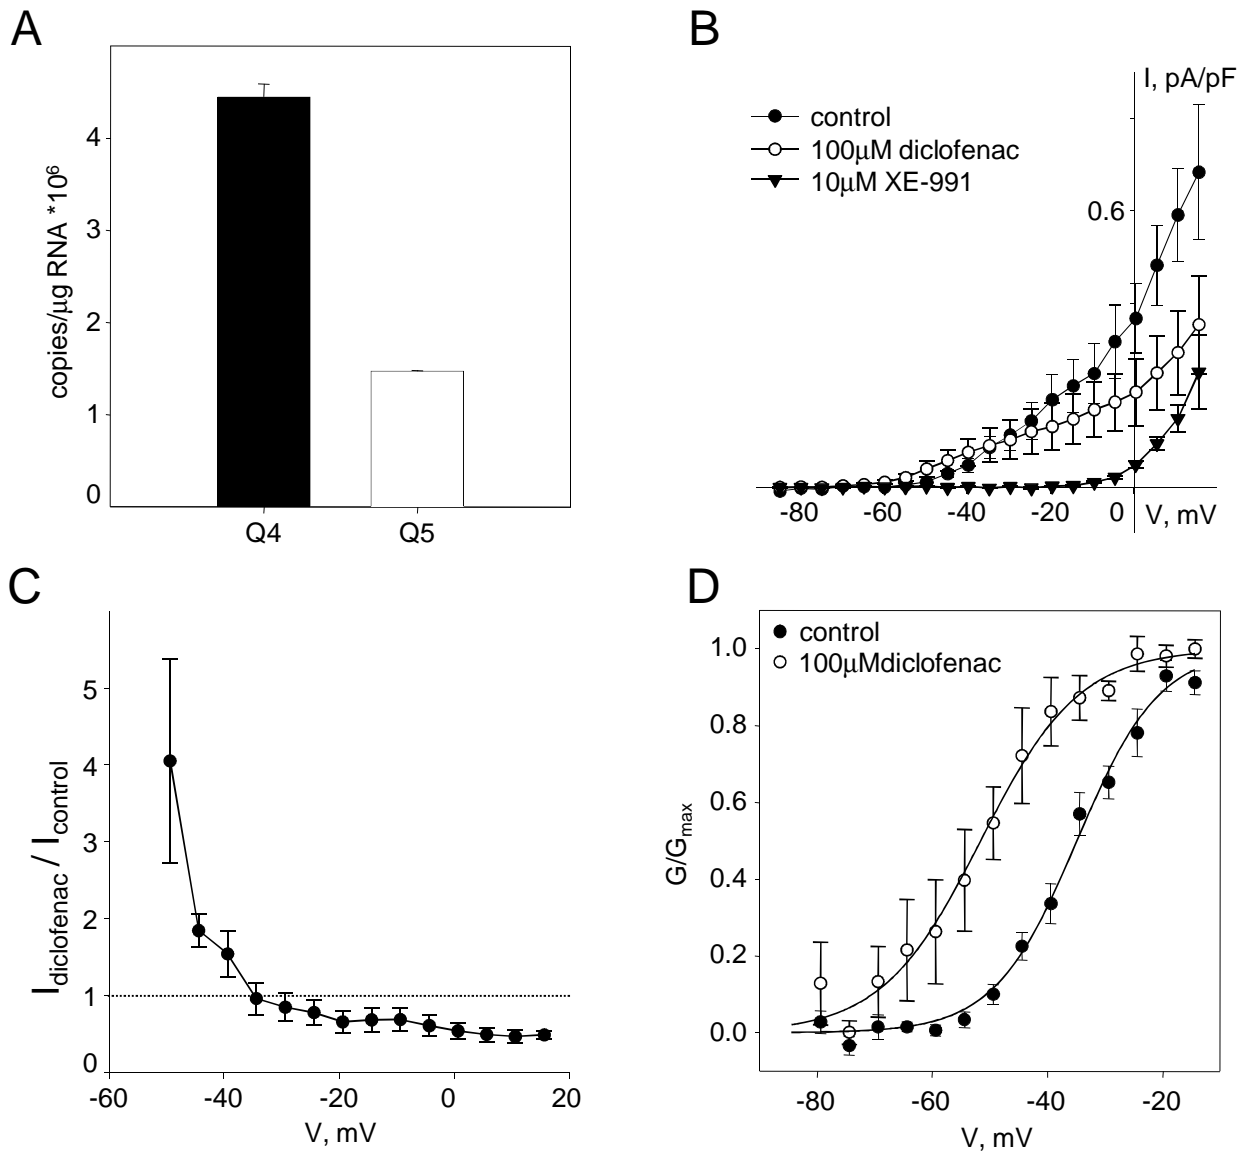 A
copies/µg RNA *10⁶
4
3
2
1
0
Q4
Q5
B
I, pA/pF
control
100µM diclofenac
10µM XE-991
0.6
-80
-60
-40
-20
0
V, mV
C
I_diclofenac / I_control
5
4
3
2
1
0
-60
-40
-20
0
20
V, mV
D
control
100µMdiclofenac
G/G_max
1.0
0.8
0.6
0.4
0.2
0.0
-80
-60
-40
-20
V, mV